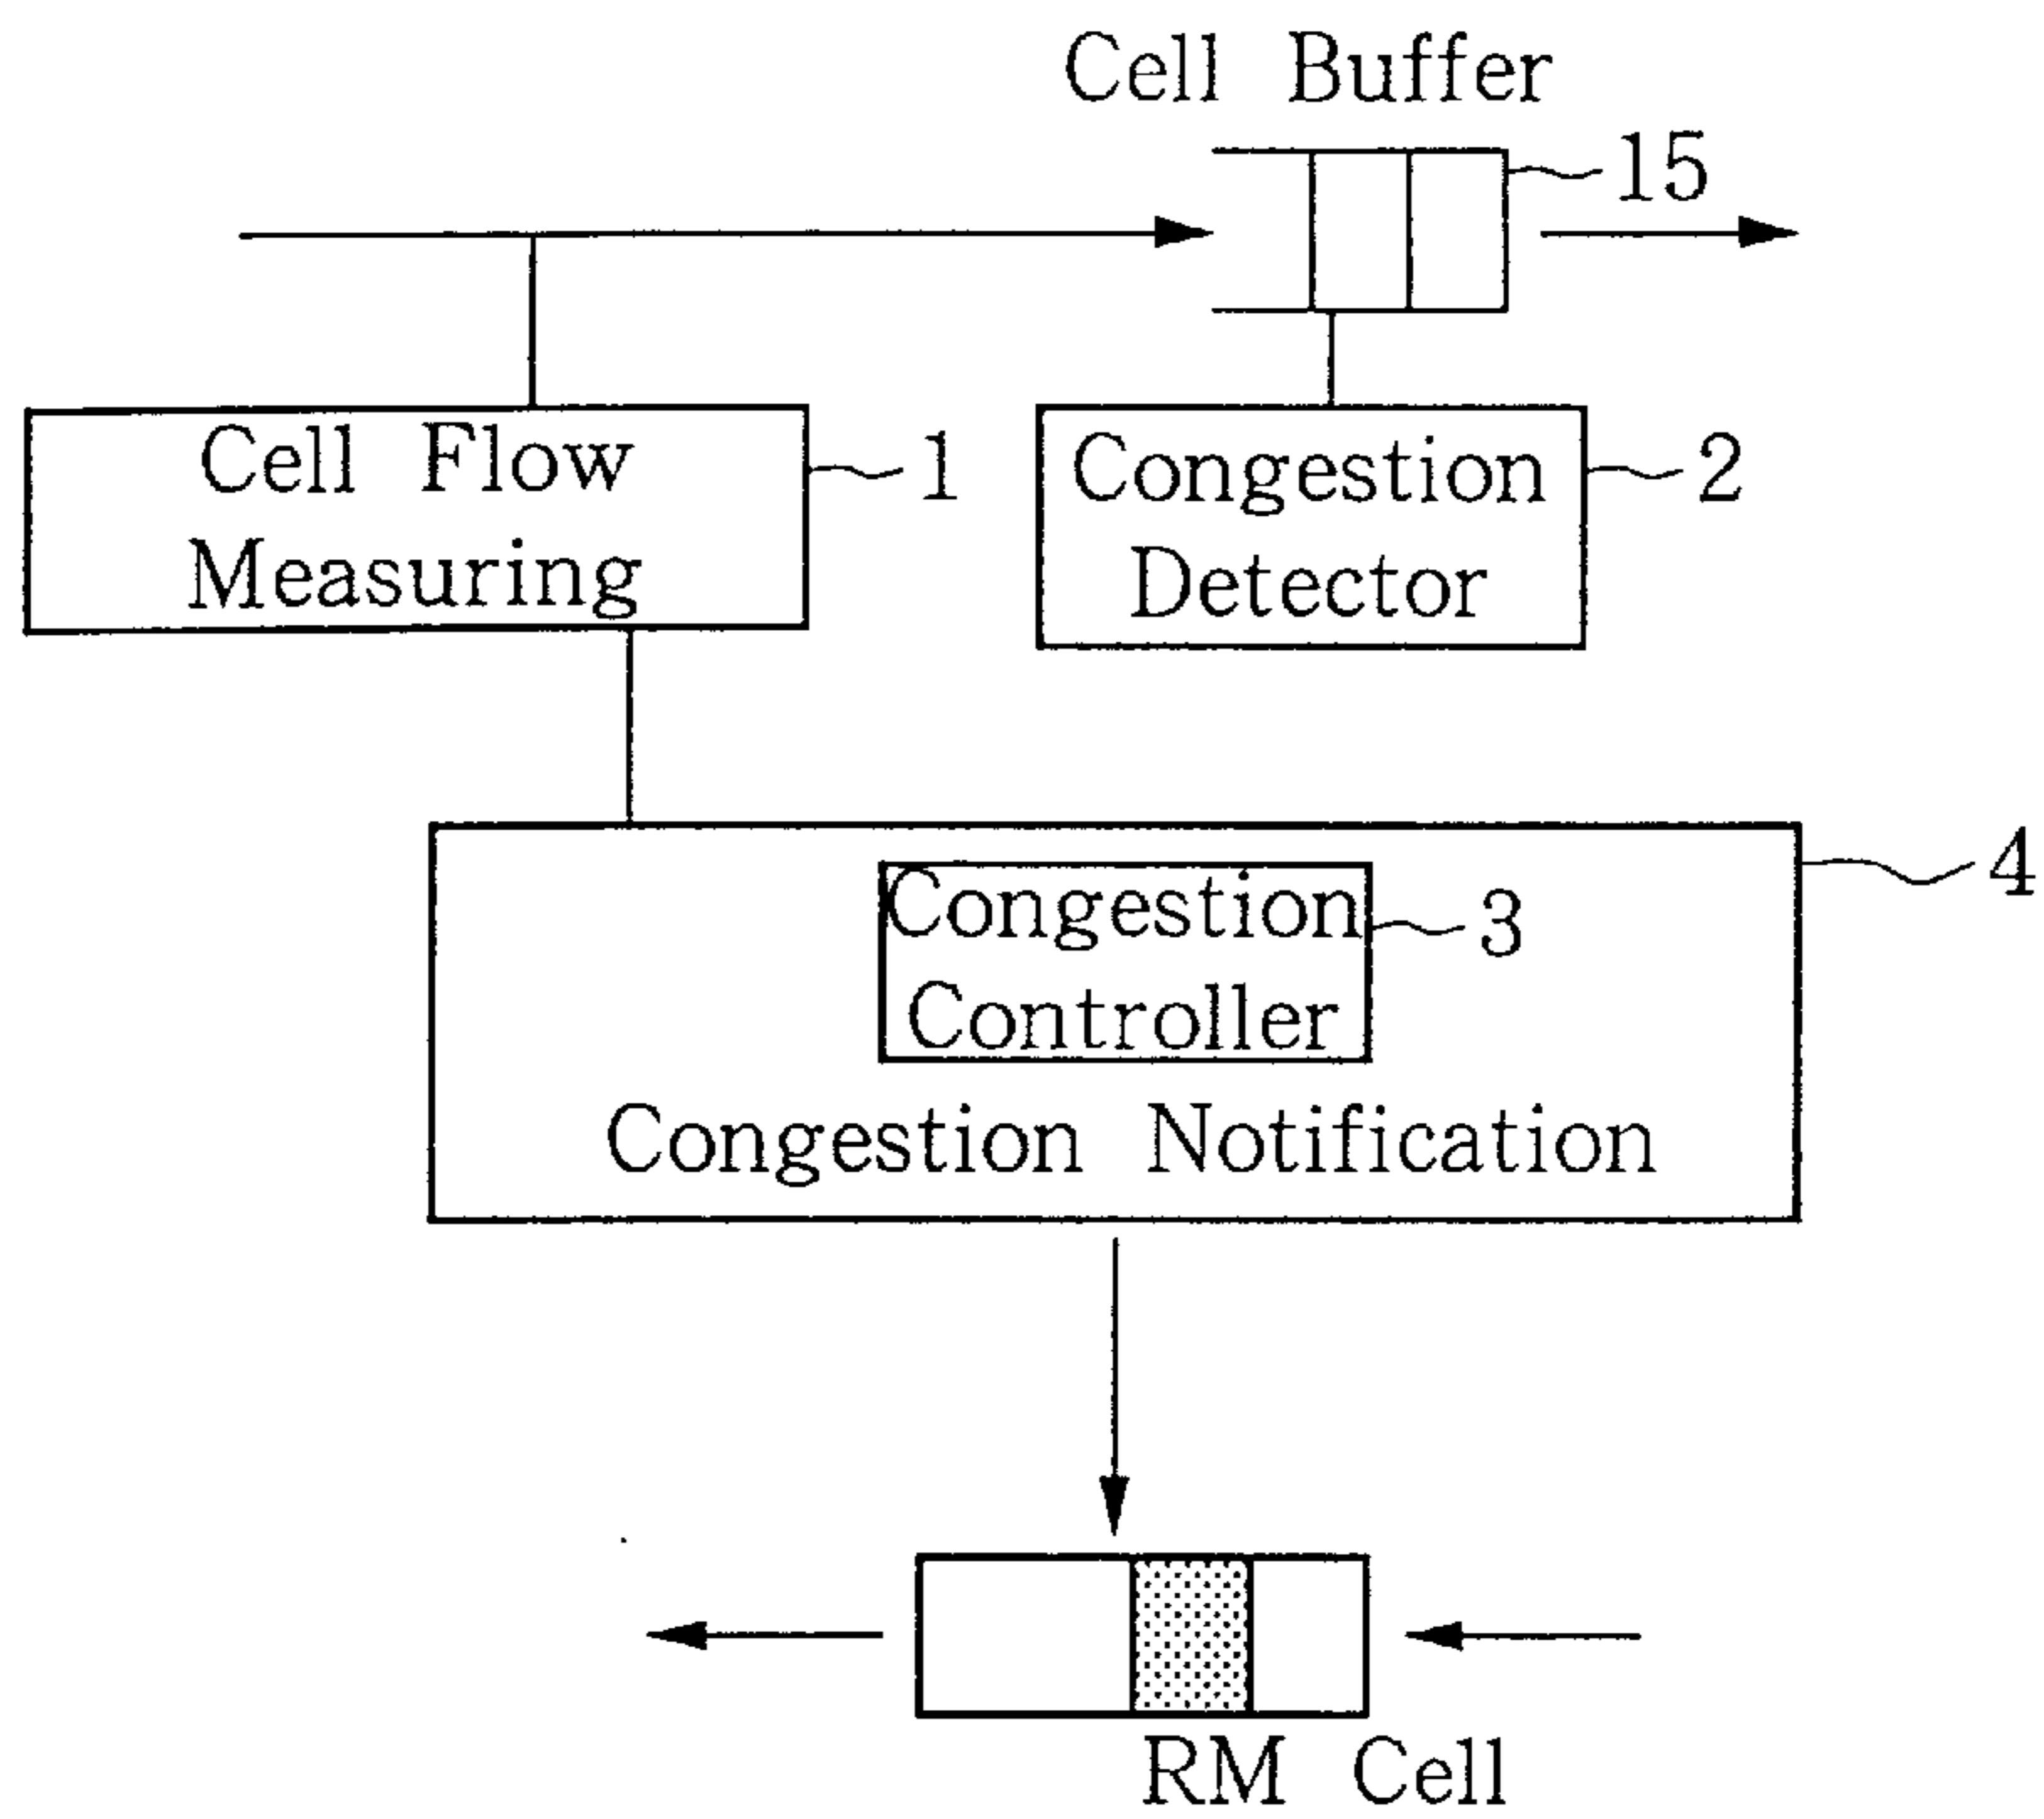 Cell Buffer
15
Cell Flow
Measuring
1
Congestion
Detector
2
Congestion
Controller
3
4
Congestion Notification
RM Cell